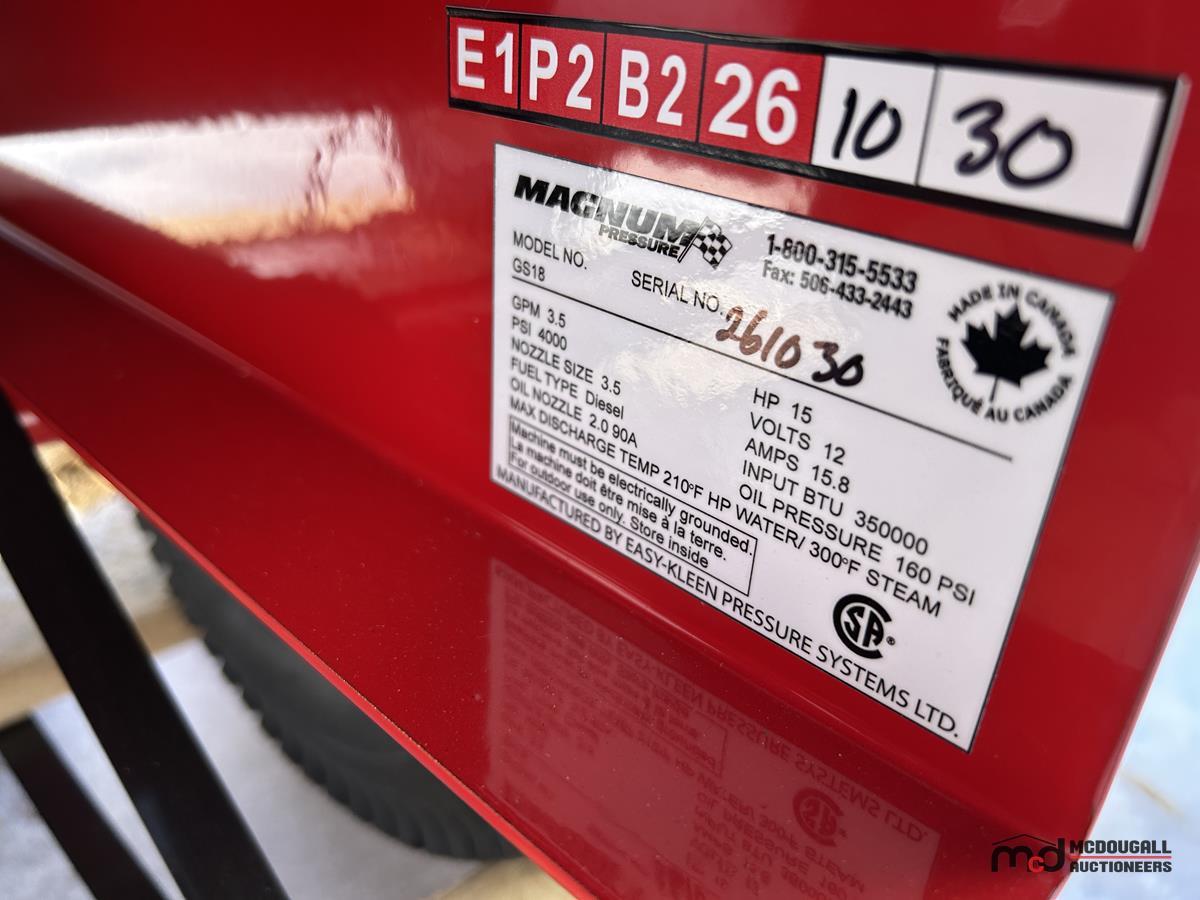 E1 P2 B2 26 10 30
MAGNUM
PRESSURE
1-800-315-5533
Fax: 506-433-2443
MODEL NO.
GS18
SERIAL NO. 261030
MADE IN CANADA
FABRIQUÉ AU CANADA
GPM 3.5
PSI 4000
NOZZLE SIZE 3.5
FUEL TYPE Diesel
OIL NOZZLE 2.0 90A
HP 15
VOLTS 12
AMPS 15.8
INPUT BTU 350000
OIL PRESSURE 160 PSI
MAX DISCHARGE TEMP 210°F HP WATER/ 300°F STEAM
Machine must be electrically grounded.
La machine doit être mise à la terre.
For outdoor use only. Store inside
MANUFACTURED BY EASY-KLEEN PRESSURE SYSTEMS LTD.
CSA®
mcd MCDOUGALL
AUCTIONEERS